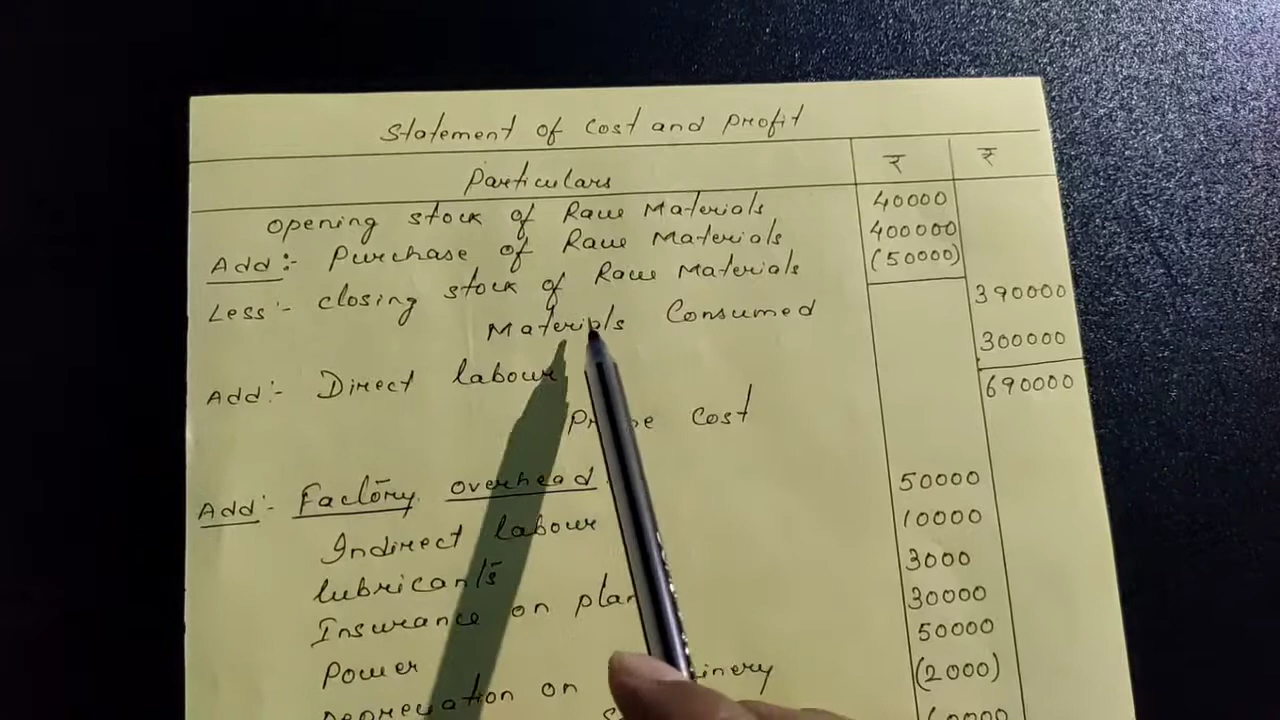 Statement of Cost and Profit
Particulars ₹ ₹
opening stock of Raw Materials 40000
Add:- Purchase of Raw Materials 400000
Less:- closing stock of Raw Materials (50000)
Materials Consumed 390000
Add:- Direct labour 300000
Cost 690000
Add:- Factory overhead
Indirect labour 50000
lubricants 10000
Insurance on 3000
Power 30000
Depreciation on 50000
(2000)